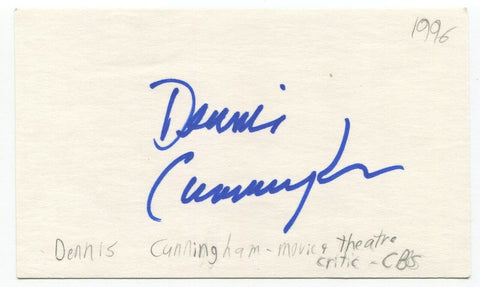 1996
Dennis
Cunningham
Dennis Cunningham - movie & theatre
critic - CBS